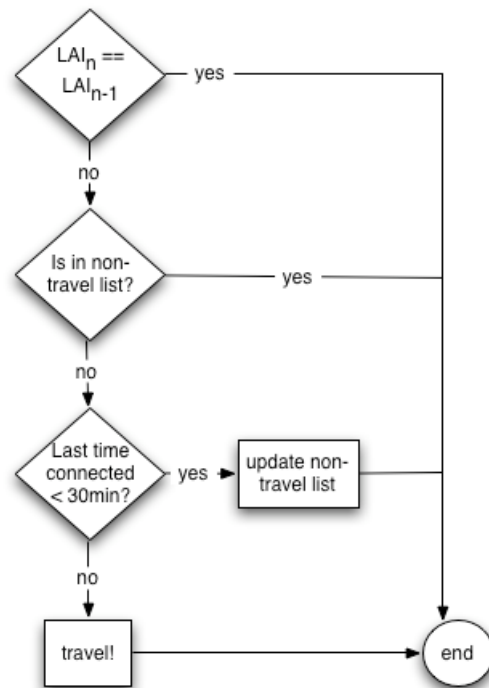 LAIn ==
LAIn-1
yes
no
Is in non-
travel list?
yes
no
Last time
connected
< 30min?
yes
update non-
travel list
no
travel!
end